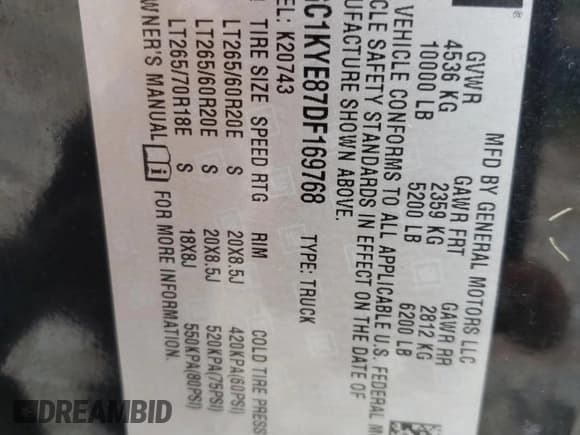 MFD BY GENERAL MOTORS LLC
GVWR GAWR FRT GAWR RR
4536 KG 2359 KG 2812 KG
10000 LB 5200 LB 6200 LB
VEHICLE CONFORMS TO ALL APPLICABLE U.S. FEDERAL M
CLE SAFETY STANDARDS IN EFFECT ON THE DATE OF
UFACTURE SHOWN ABOVE.
GC1KYE87DF169768 TYPE: TRUCK
EL: K20743
TIRE SIZE SPEED RTG RIM COLD TIRE PRESS
LT265/60R20E S 20X8.5J 420KPA(60PSI)
LT265/60R20E S 20X8.5J 520KPA(75PSI)
LT265/70R18E S 18X8J 550KPA(80PSI)
OWNER'S MANUAL FOR MORE INFORMATION.
DREAMBID